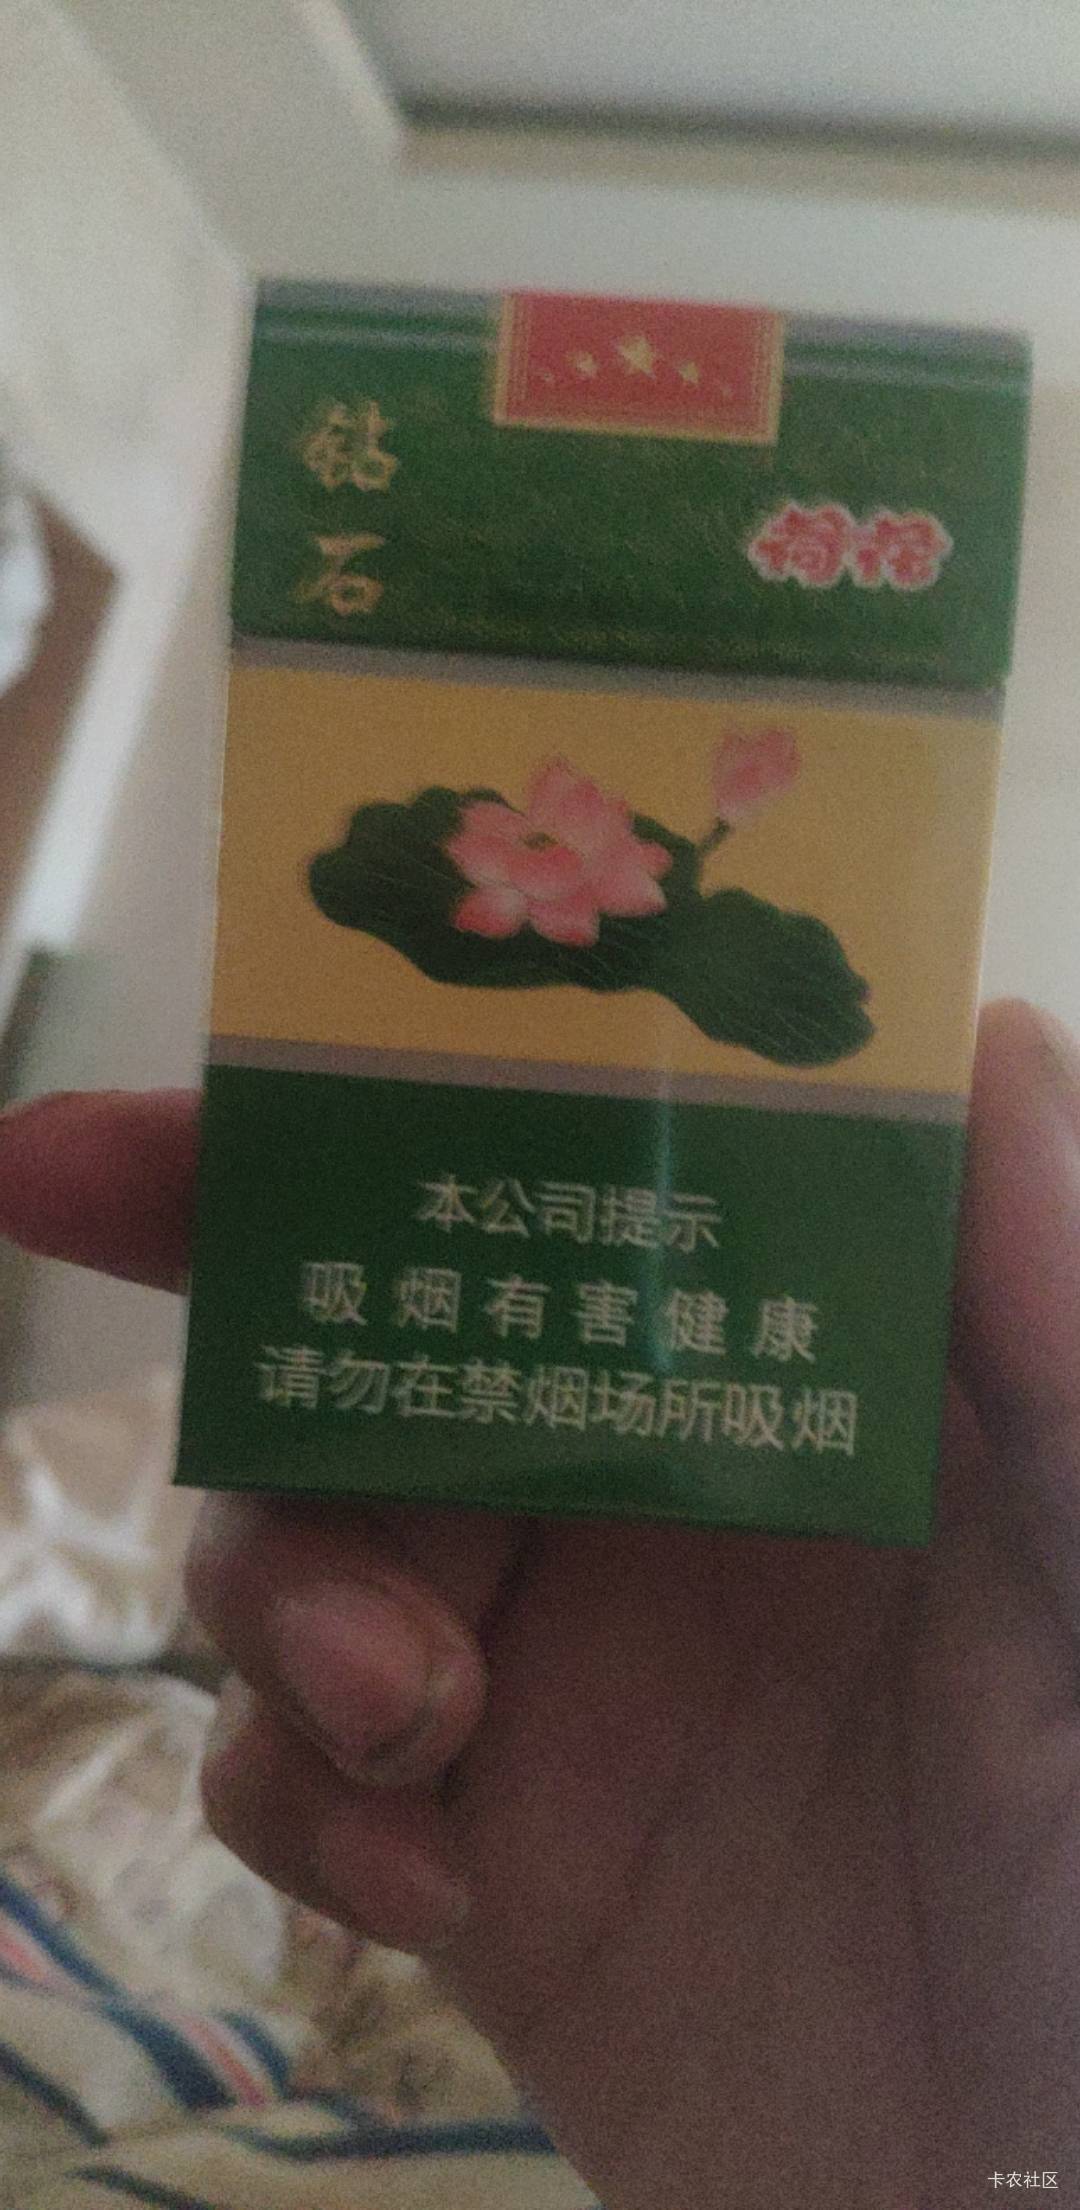 钻石
荷花
本公司提示
吸烟有害健康
请勿在禁烟场所吸烟
卡农社区